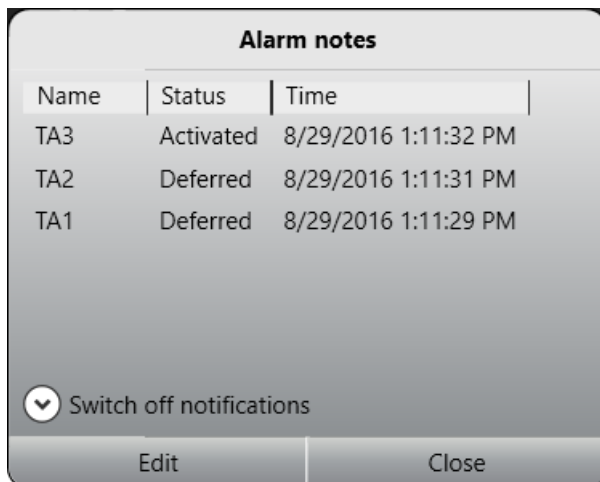 Alarm notes
Name Status Time
TA3 Activated 8/29/2016 1:11:32 PM
TA2 Deferred 8/29/2016 1:11:31 PM
TA1 Deferred 8/29/2016 1:11:29 PM
Switch off notifications
Edit Close